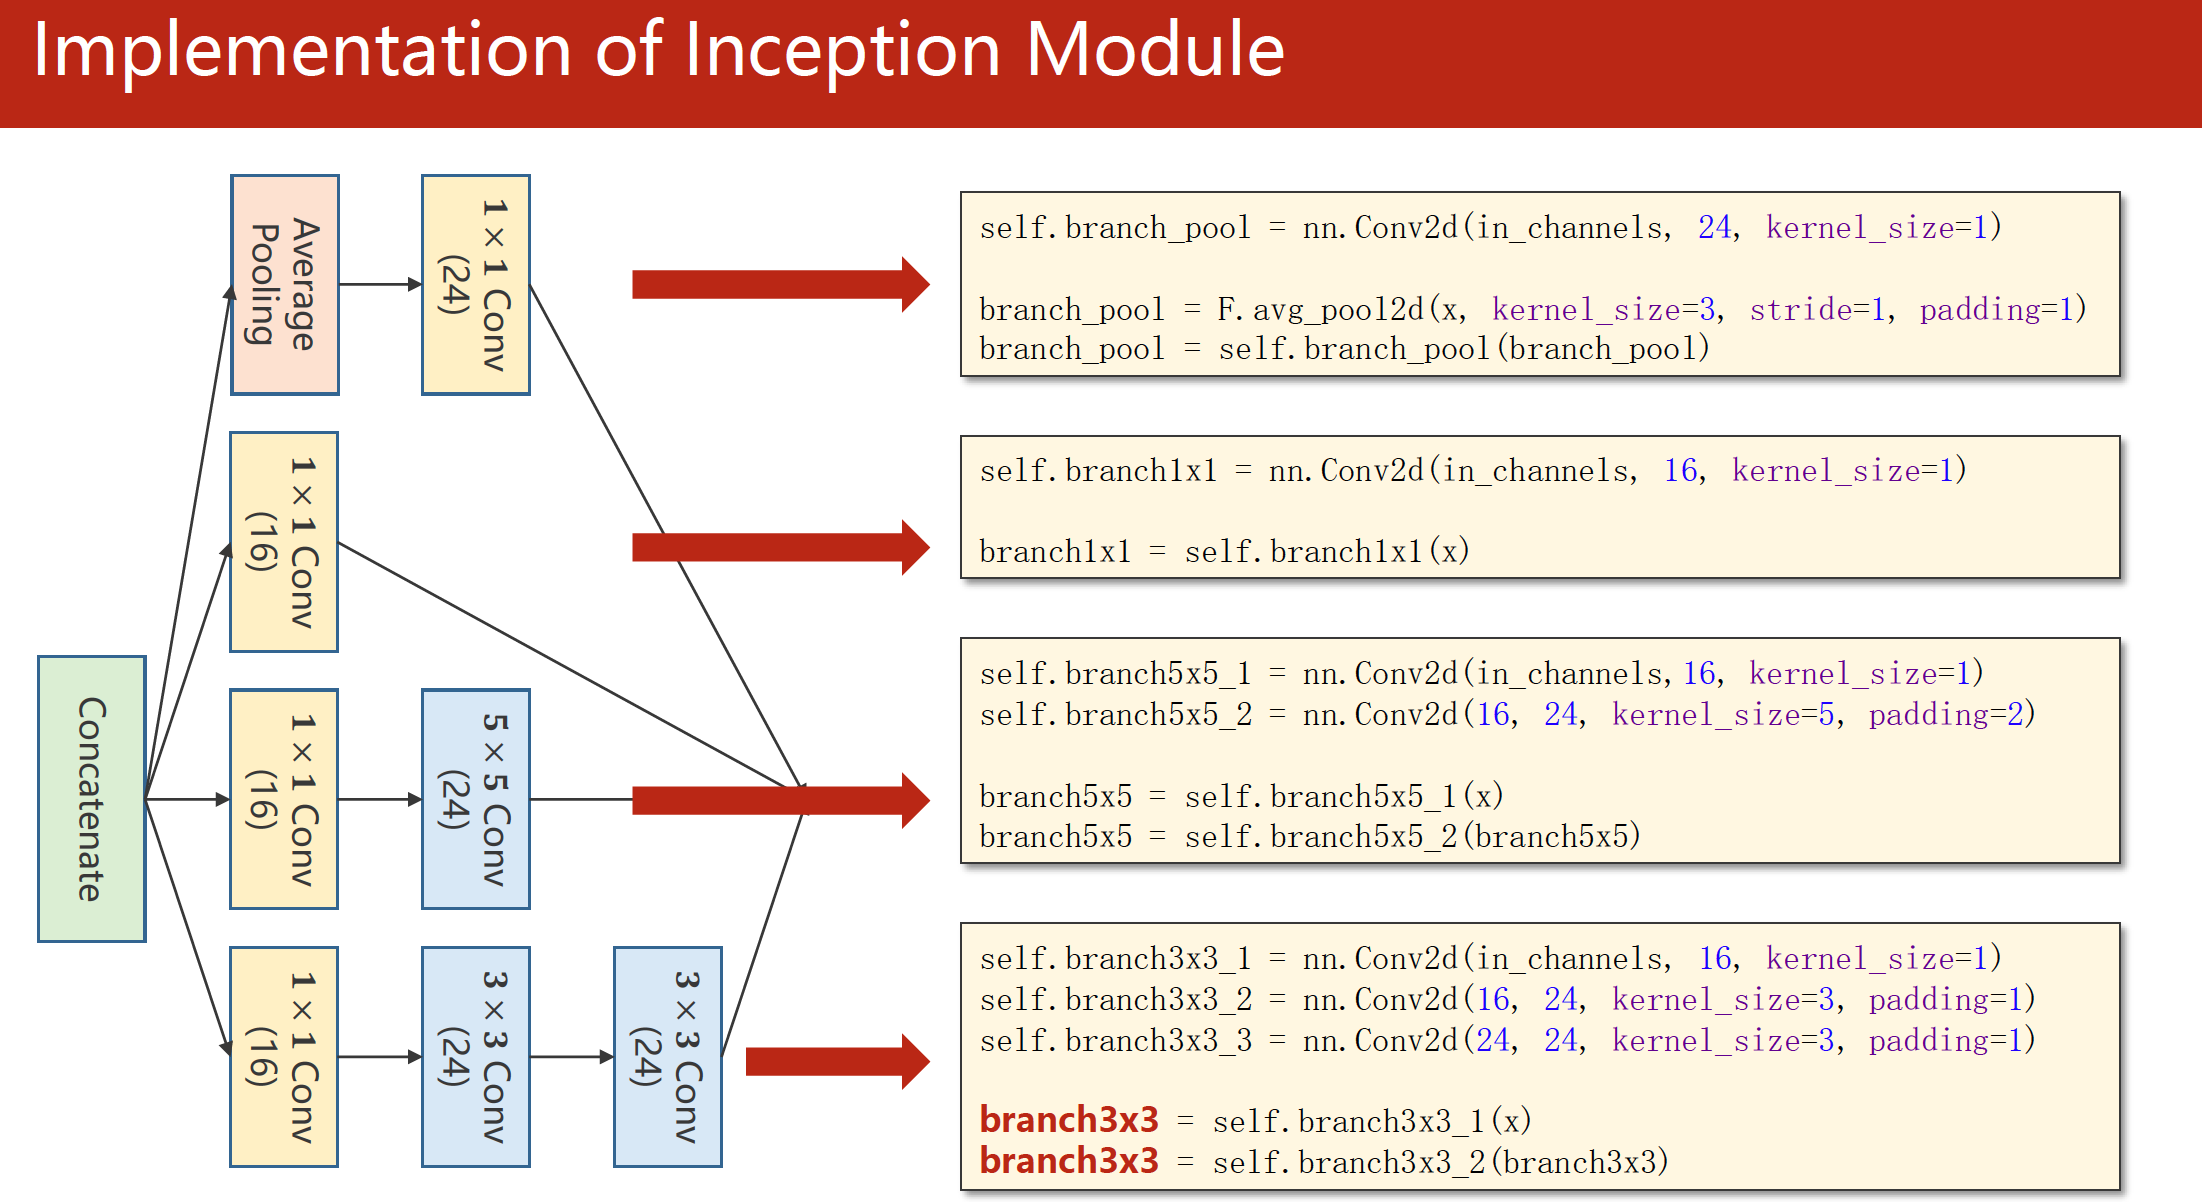 Implementation of Inception Module
Average
Pooling
1 × 1 Conv
(24)
1 × 1 Conv
(16)
Concatenate
1 × 1 Conv
(16)
5 × 5 Conv
(24)
1 × 1 Conv
(16)
3 × 3 Conv
(24)
3 × 3 Conv
(24)
self.branch_pool = nn.Conv2d(in_channels, 24, kernel_size=1)
branch_pool = F.avg_pool2d(x, kernel_size=3, stride=1, padding=1)
branch_pool = self.branch_pool(branch_pool)
self.branch1x1 = nn.Conv2d(in_channels, 16, kernel_size=1)
branch1x1 = self.branch1x1(x)
self.branch5x5_1 = nn.Conv2d(in_channels,16, kernel_size=1)
self.branch5x5_2 = nn.Conv2d(16, 24, kernel_size=5, padding=2)
branch5x5 = self.branch5x5_1(x)
branch5x5 = self.branch5x5_2(branch5x5)
self.branch3x3_1 = nn.Conv2d(in_channels, 16, kernel_size=1)
self.branch3x3_2 = nn.Conv2d(16, 24, kernel_size=3, padding=1)
self.branch3x3_3 = nn.Conv2d(24, 24, kernel_size=3, padding=1)
branch3x3 = self.branch3x3_1(x)
branch3x3 = self.branch3x3_2(branch3x3)